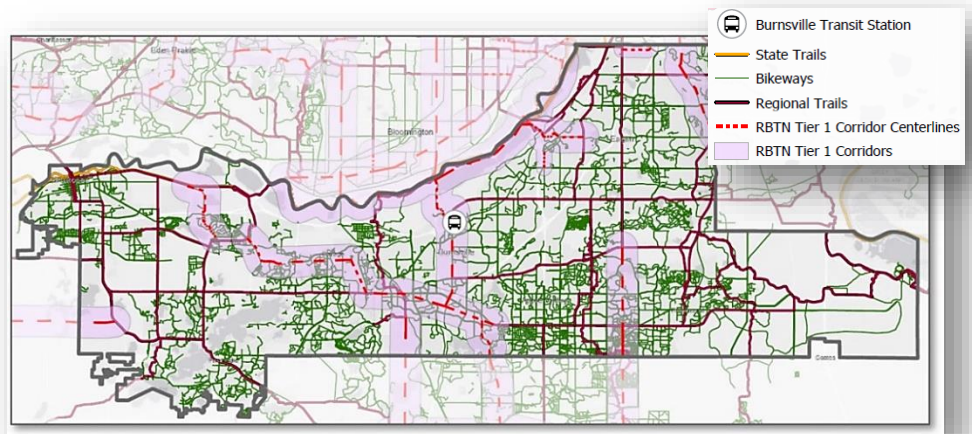 Burnsville Transit Station
State Trails
Bikeways
Regional Trails
RBTN Tier 1 Corridor Centerlines
RBTN Tier 1 Corridors
Eden Prairie
Bloomington